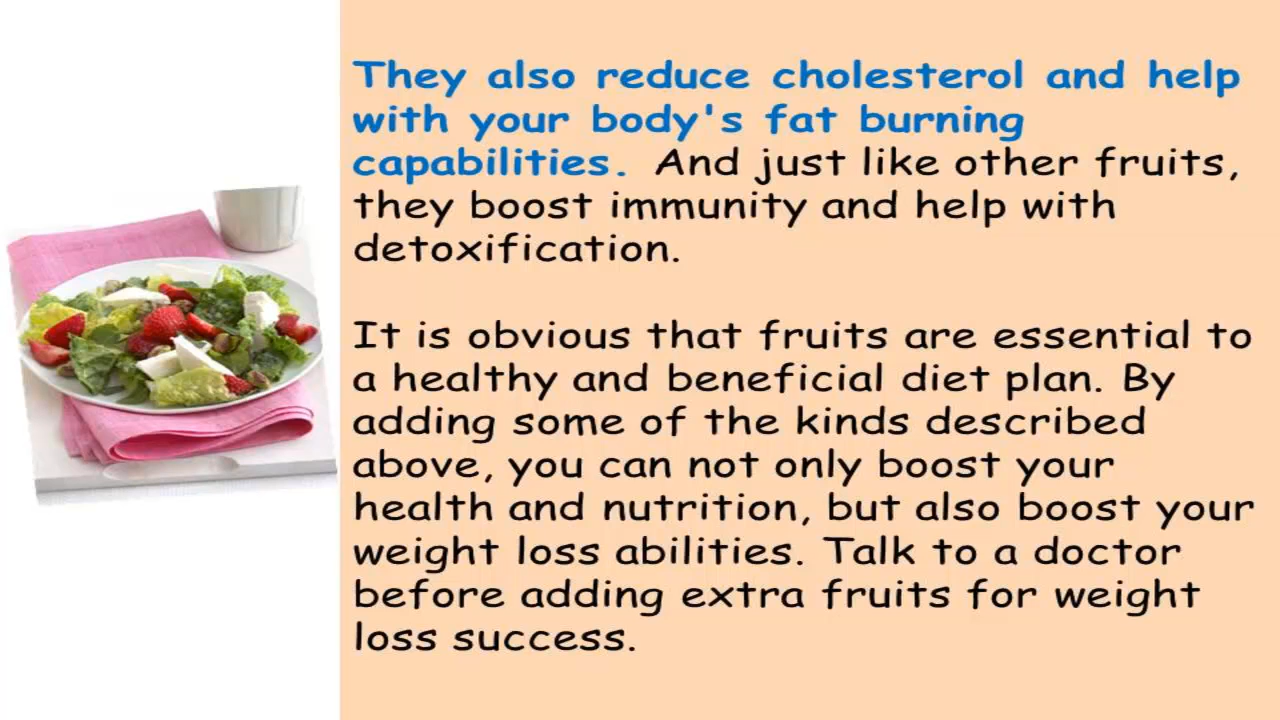 They also reduce cholesterol and help
with your body's fat burning
capabilities. And just like other fruits,
they boost immunity and help with
detoxification.
It is obvious that fruits are essential to
a healthy and beneficial diet plan. By
adding some of the kinds described
above, you can not only boost your
health and nutrition, but also boost your
weight loss abilities. Talk to a doctor
before adding extra fruits for weight
loss success.